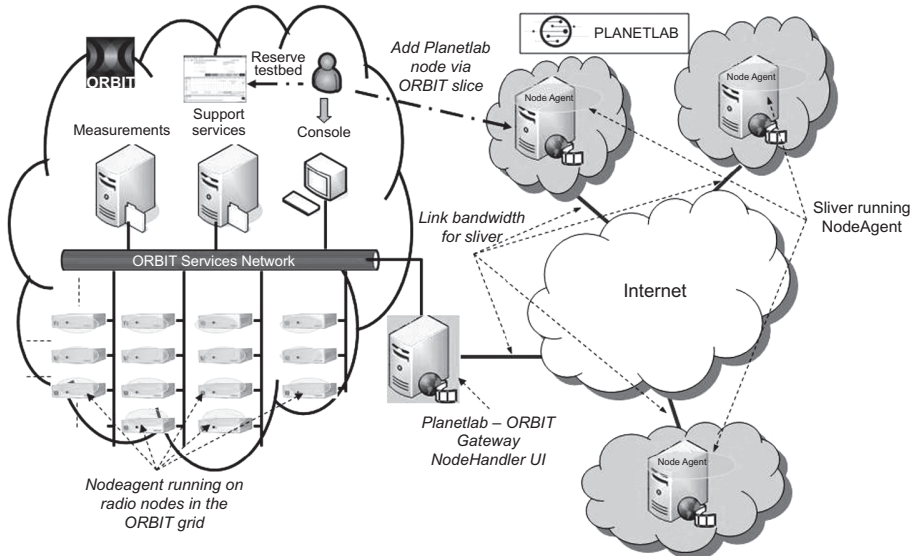 ORBIT
Reserve
testbed
Support
services
Measurements
Console
Add Planetlab
node via
ORBIT slice
PLANETLAB
Node Agent
Node Agent
Link bandwidth
for sliver
Sliver running
NodeAgent
ORBIT Services Network
Internet
Planetlab – ORBIT
Gateway
NodeHandler UI
Node Agent
Nodeagent running on
radio nodes in the
ORBIT grid